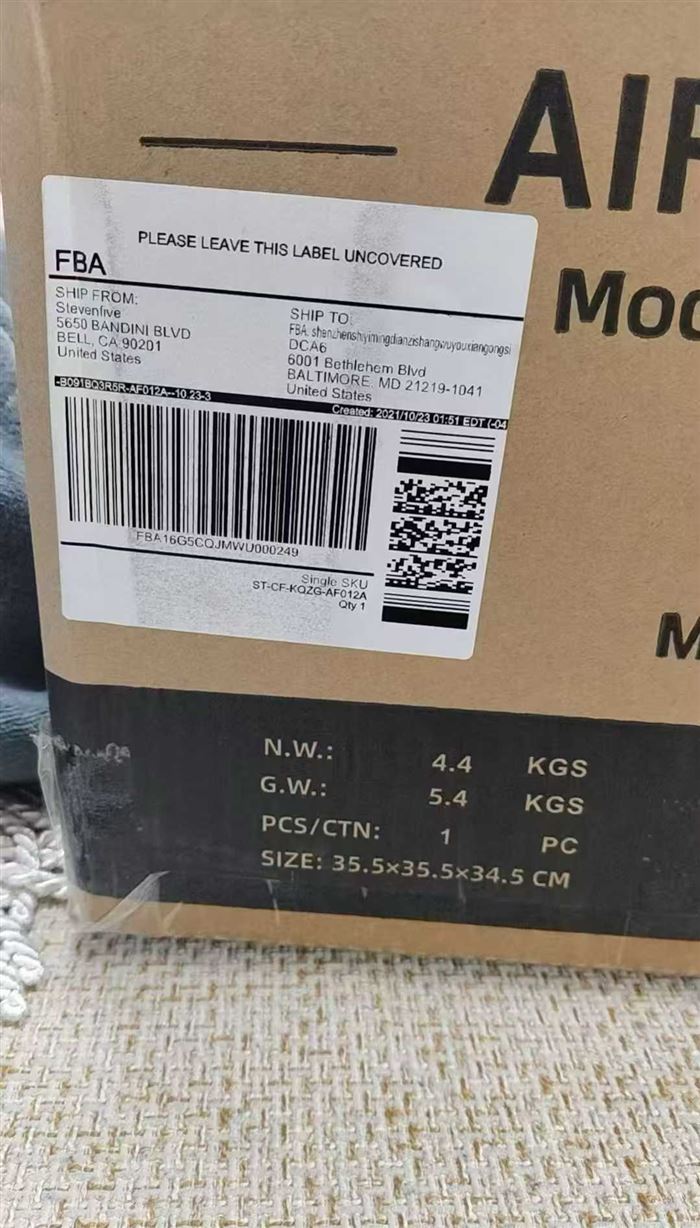 AIR
Mod
PLEASE LEAVE THIS LABEL UNCOVERED
FBA
SHIP FROM:
Stevenfive
5650 BANDINI BLVD
BELL, CA 90201
United States
SHIP TO:
FBA: shenzhenshiyimingdianzishangwuyouxiangongsi
DCA6
6001 Bethlehem Blvd
BALTIMORE, MD 21219-1041
United States
-B091BQ3R5R-AF012A--10.23-3
Created: 2021/10/23 01:51 EDT (-04
FBA16G5CQJMWU000249
Single SKU
ST-CF-KQZG-AF012A
Qty 1
M
N.W.: 4.4 KGS
G.W.: 5.4 KGS
PCS/CTN: 1 PC
SIZE: 35.5×35.5×34.5 CM